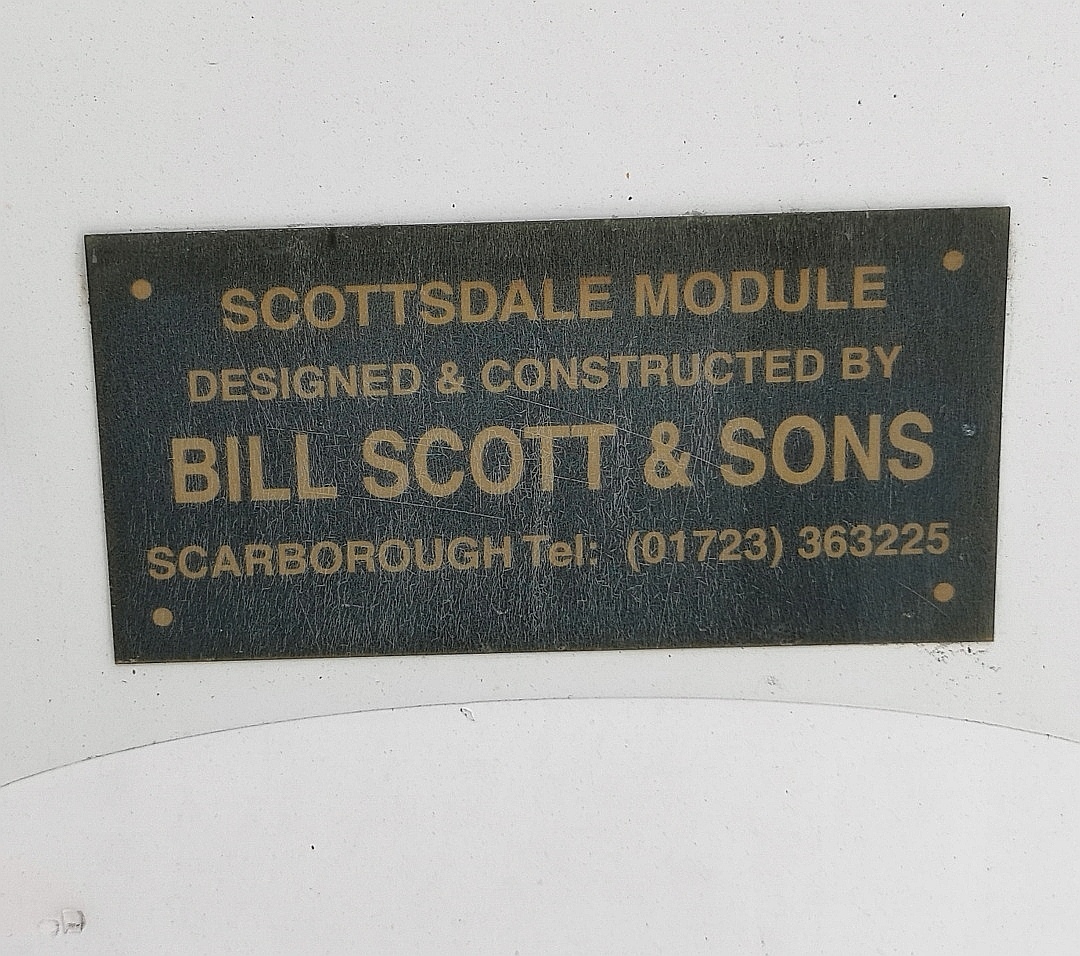 SCOTTSDALE MODULE
DESIGNED & CONSTRUCTED BY
BILL SCOTT & SONS
SCARBOROUGH Tel: (01723) 363225